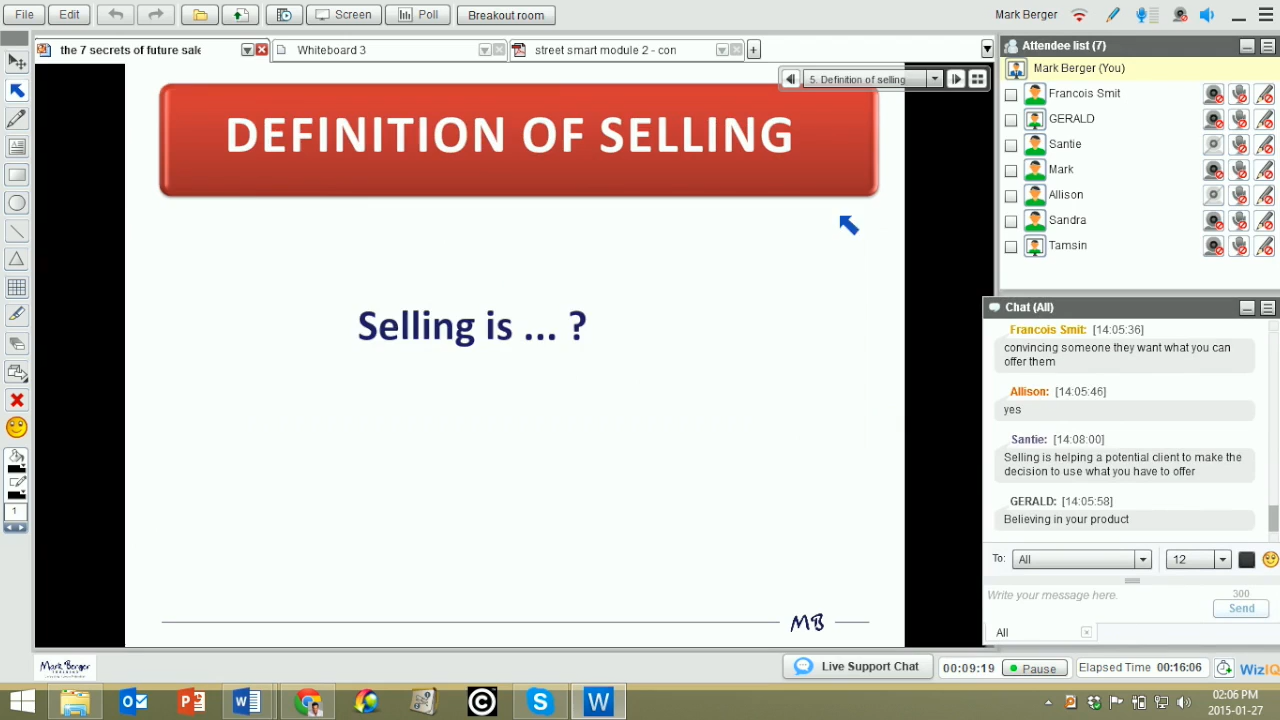 File Edit Screen Poll Breakout room Mark Berger
the 7 secrets of future sale Whiteboard 3 street smart module 2 - con
Attendee list (7)
Mark Berger (You)
Francois Smit
GERALD
Santie
Mark
Allison
Sandra
Tamsin
5. Definition of selling
DEFINITION OF SELLING
Selling is ... ?
MB
1
Chat (All)
Francois Smit: [14:05:36]
convincing someone they want what you can
offer them
Allison: [14:05:46]
yes
Santie: [14:08:00]
Selling is helping a potential client to make the
decision to use what you have to offer
GERALD: [14:05:58]
Believing in your product
To: All 12
Write your message here. 300
Send
All
Mark Berger
Live Support Chat 00:09:19 Pause Elapsed Time 00:16:06 WizIQ
02:06 PM
2015-01-27